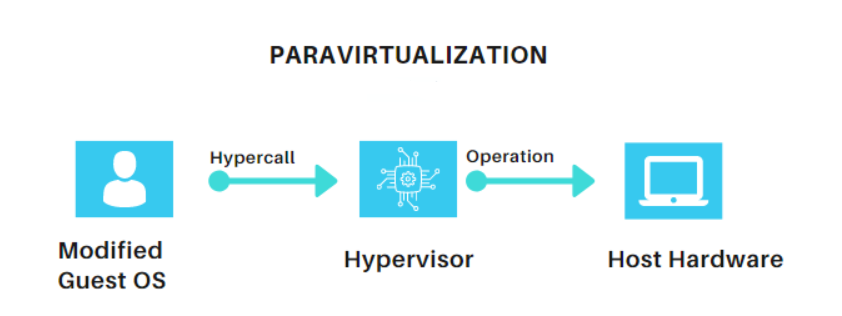 PARAVIRTUALIZATION
Hypercall
Operation
Modified
Guest OS
Hypervisor
Host Hardware